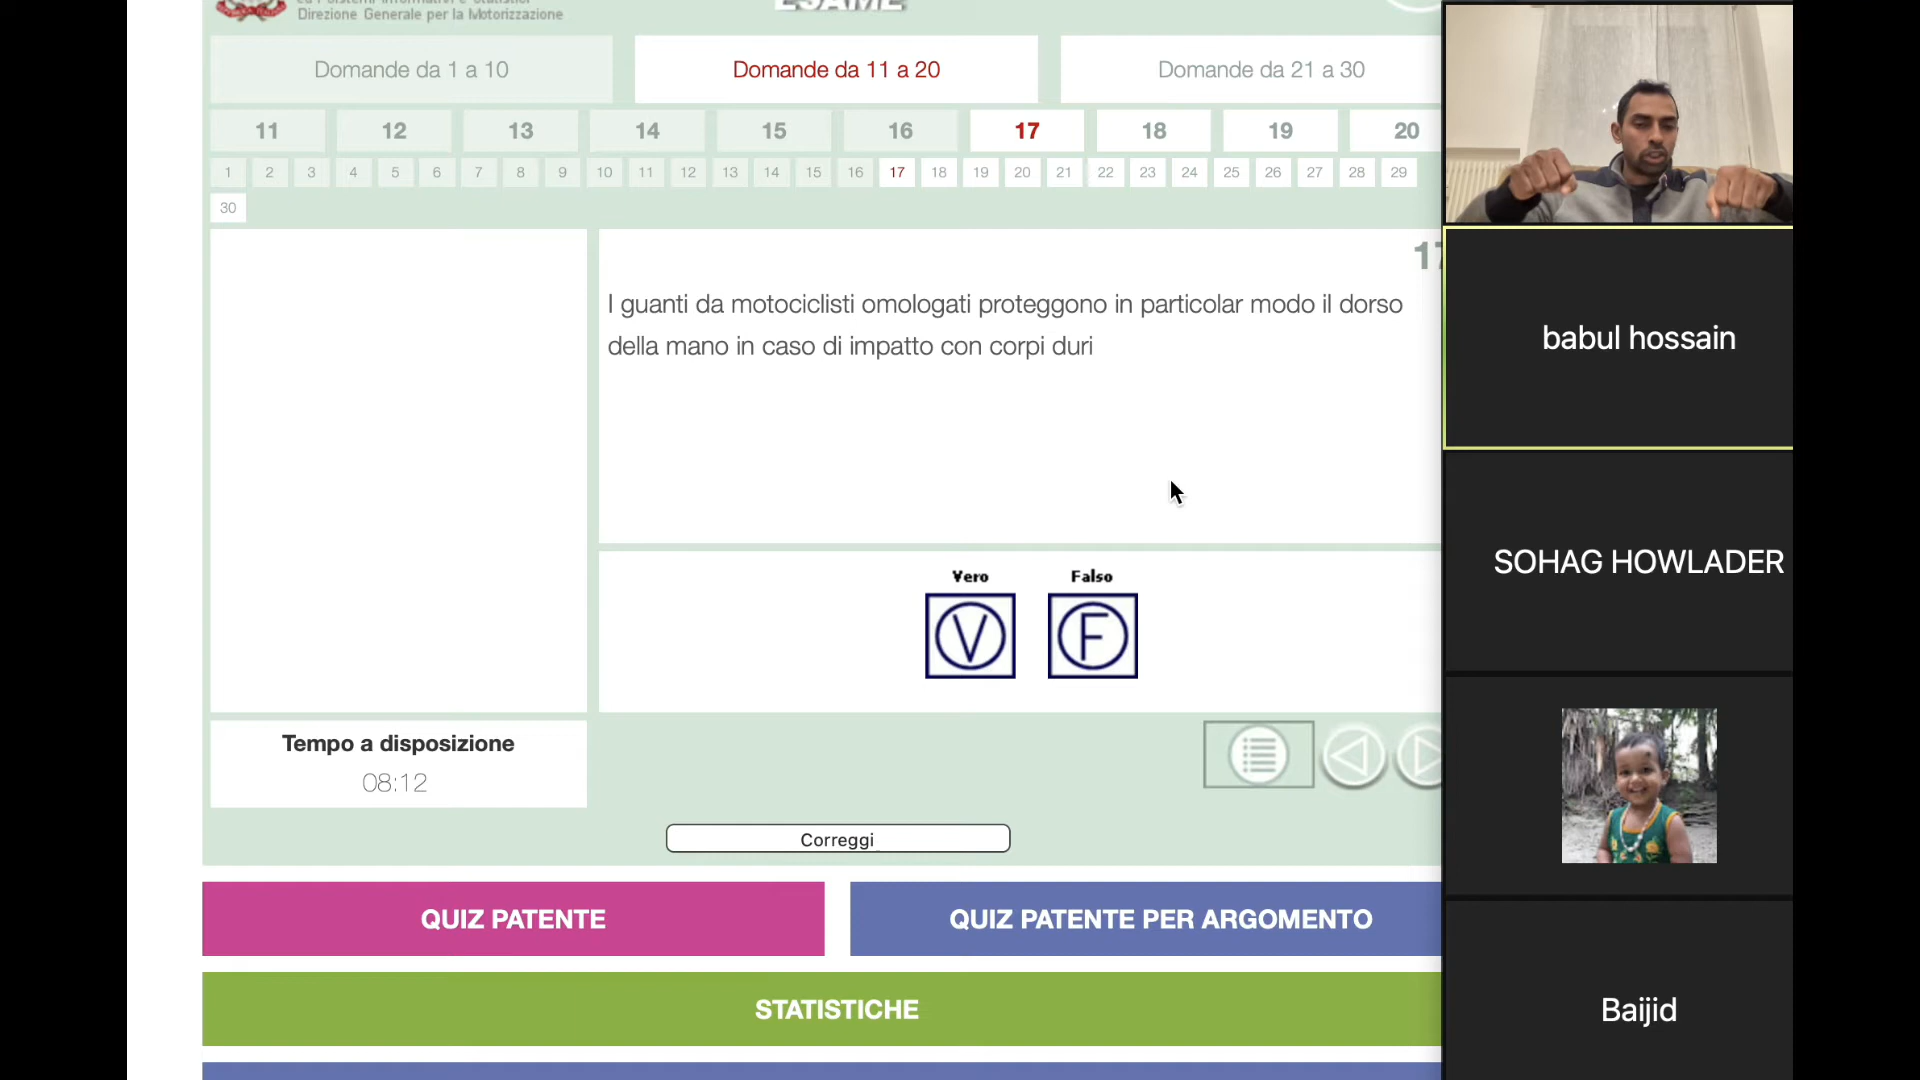 Direzione Generale per la Motorizzazione
ESAME
Domande da 1 a 10
Domande da 11 a 20
Domande da 21 a 30
11 12 13 14 15 16 17 18 19 20
1 2 3 4 5 6 7 8 9 10 11 12 13 14 15 16 17 18 19 20 21 22 23 24 25 26 27 28 29
30
17
I guanti da motociclisti omologati proteggono in particolar modo il dorso
della mano in caso di impatto con corpi duri
Vero Falso
V F
Tempo a disposizione
08:12
Correggi
QUIZ PATENTE
QUIZ PATENTE PER ARGOMENTO
STATISTICHE
babul hossain
SOHAG HOWLADER
Baijid